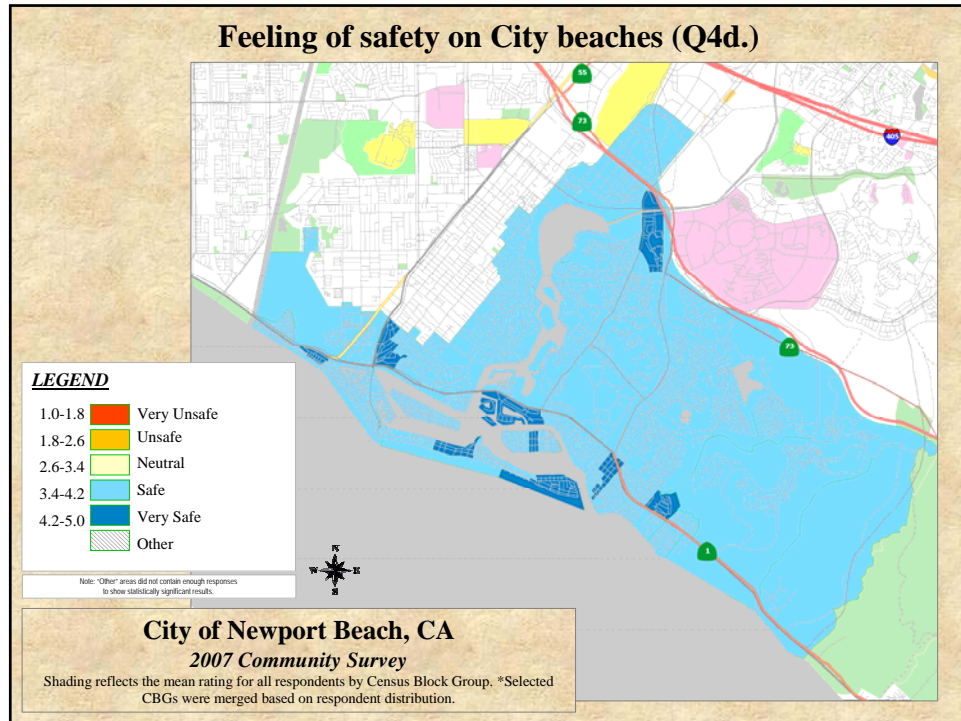 Feeling of safety on City beaches (Q4d.)
55
73
405
73
1
LEGEND
1.0-1.8 Very Unsafe
1.8-2.6 Unsafe
2.6-3.4 Neutral
3.4-4.2 Safe
4.2-5.0 Very Safe
Other
N
W E
S
Note: "Other" areas did not contain enough responses
to show statistically significant results.
City of Newport Beach, CA
2007 Community Survey
Shading reflects the mean rating for all respondents by Census Block Group. *Selected
CBGs were merged based on respondent distribution.